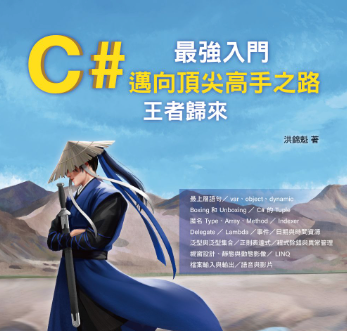 C#
最強入門
邁向頂尖高手之路
王者歸來
洪錦魁 著
最上層語句／var、object、dynamic
Boxing 和 Unboxing ／ C# 的 Tuple
匿名 Type、Array、Method ／ Indexer
Delegate ／ Lambda ／事件／日期與時間資源
泛型與泛型集合／正則表達式／程式除錯與異常管理
視窗設計、靜態與動態影像／ LINQ
檔案輸入與輸出／語音與影片